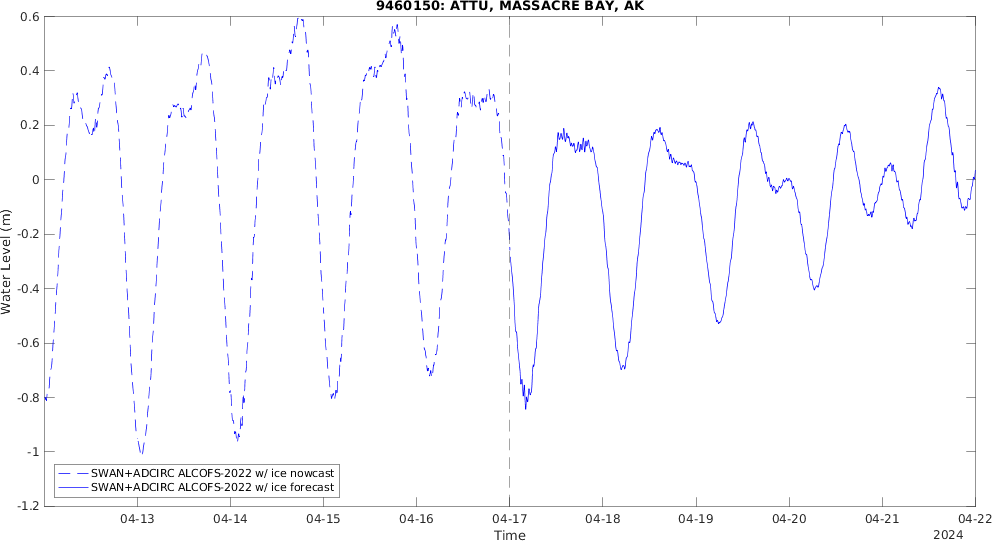 9460150: ATTU, MASSACRE BAY, AK
Water Level (m)
0.6
0.4
0.2
0
-0.2
-0.4
-0.6
-0.8
-1
-1.2
SWAN+ADCIRC ALCOFS-2022 w/ ice nowcast
SWAN+ADCIRC ALCOFS-2022 w/ ice forecast
04-13 04-14 04-15 04-16 04-17 04-18 04-19 04-20 04-21 04-22
Time
2024